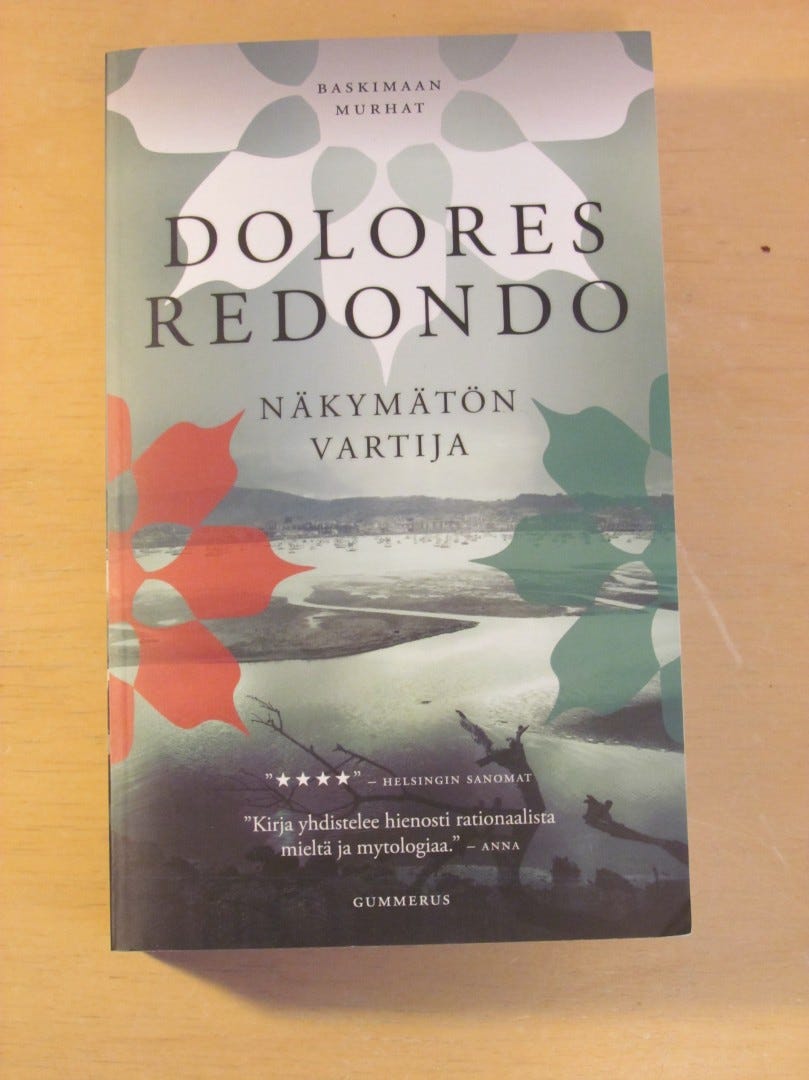 BASKIMAAN
MURHAT
DOLORES
REDONDO
NÄKYMÄTÖN
VARTIJA
”★★★★” – HELSINGIN SANOMAT
”Kirja yhdistelee hienosti rationaalista
mieltä ja mytologiaa.” – ANNA
GUMMERUS